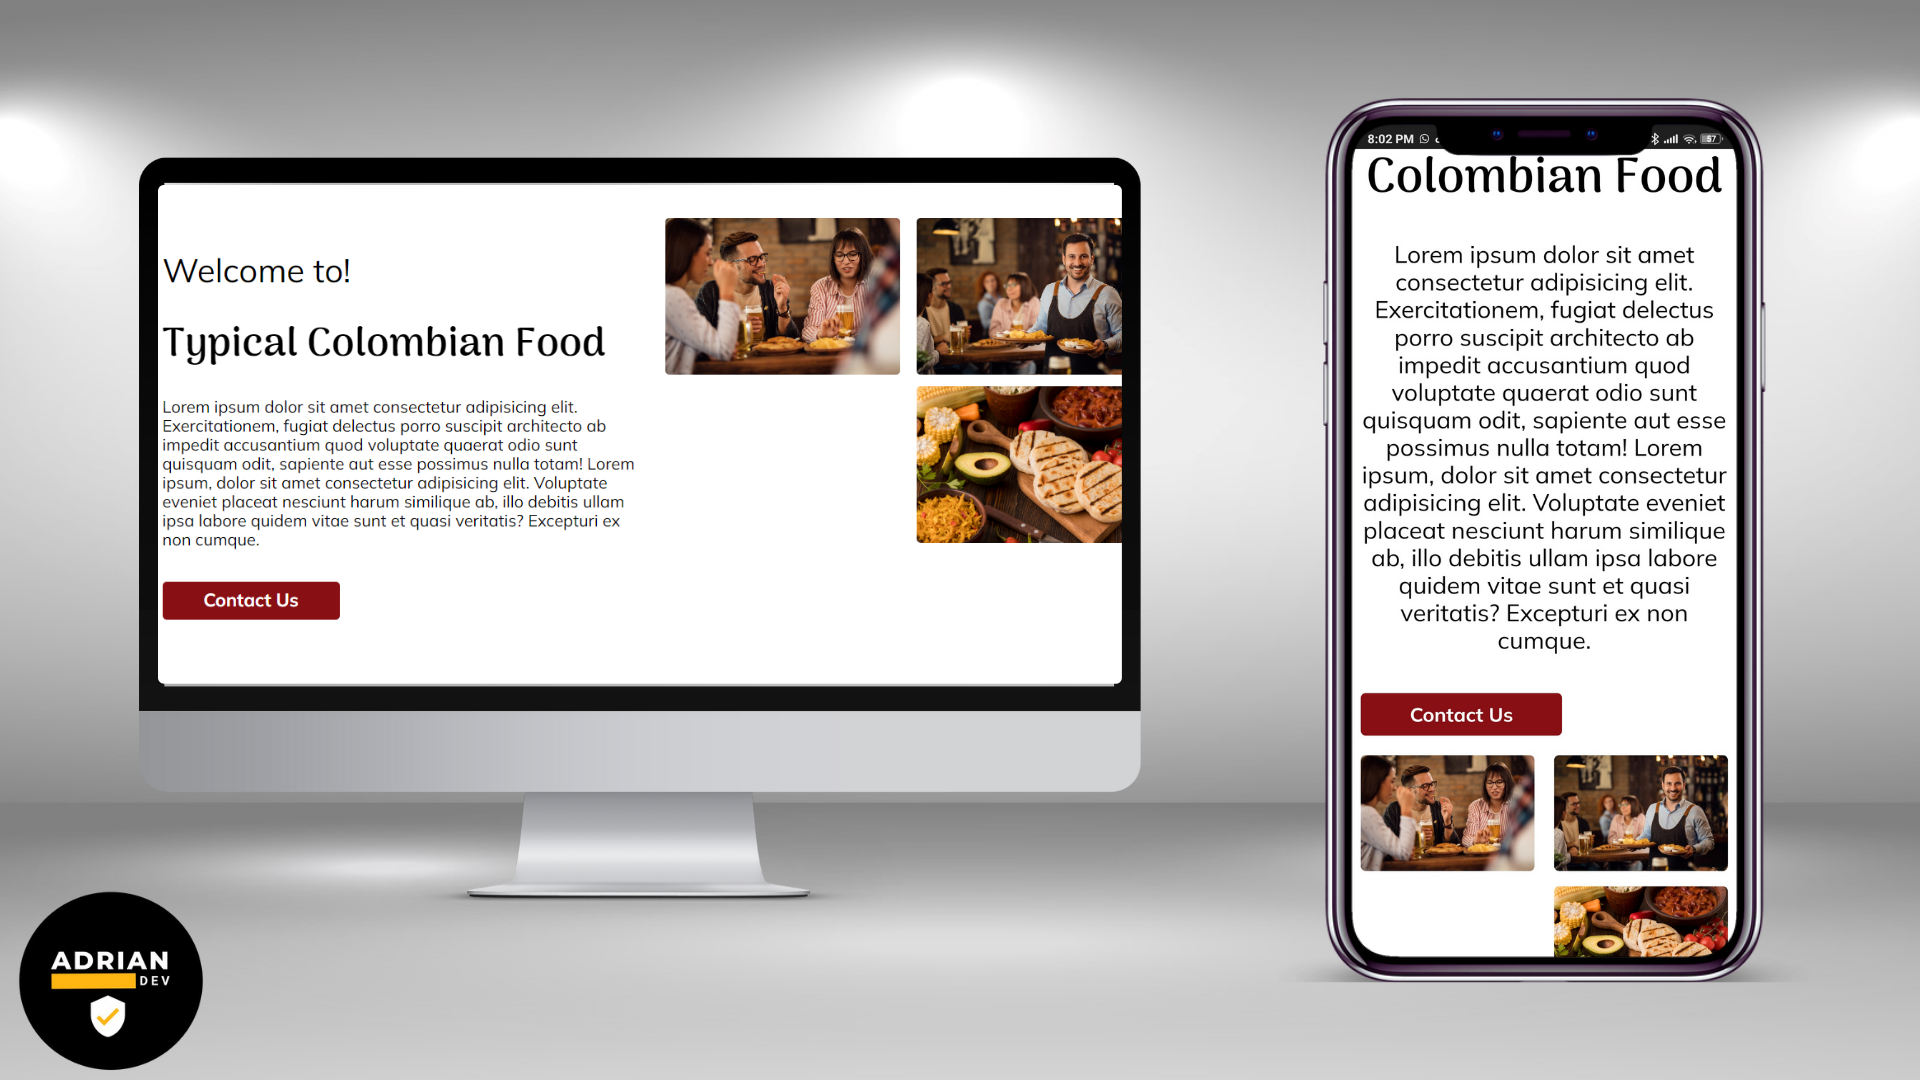 Welcome to!
Typical Colombian Food
Lorem ipsum dolor sit amet consectetur adipisicing elit.
Exercitationem, fugiat delectus porro suscipit architecto ab
impedit accusantium quod voluptate quaerat odio sunt
quisquam odit, sapiente aut esse possimus nulla totam! Lorem
ipsum, dolor sit amet consectetur adipisicing elit. Voluptate
eveniet placeat nesciunt harum similique ab, illo debitis ullam
ipsa labore quidem vitae sunt et quasi veritatis? Excepturi ex
non cumque.
Contact Us
8:02 PM
57
Colombian Food
Lorem ipsum dolor sit amet
consectetur adipisicing elit.
Exercitationem, fugiat delectus
porro suscipit architecto ab
impedit accusantium quod
voluptate quaerat odio sunt
quisquam odit, sapiente aut esse
possimus nulla totam! Lorem
ipsum, dolor sit amet consectetur
adipisicing elit. Voluptate eveniet
placeat nesciunt harum similique
ab, illo debitis ullam ipsa labore
quidem vitae sunt et quasi
veritatis? Excepturi ex non
cumque.
Contact Us
ADRIAN
DEV